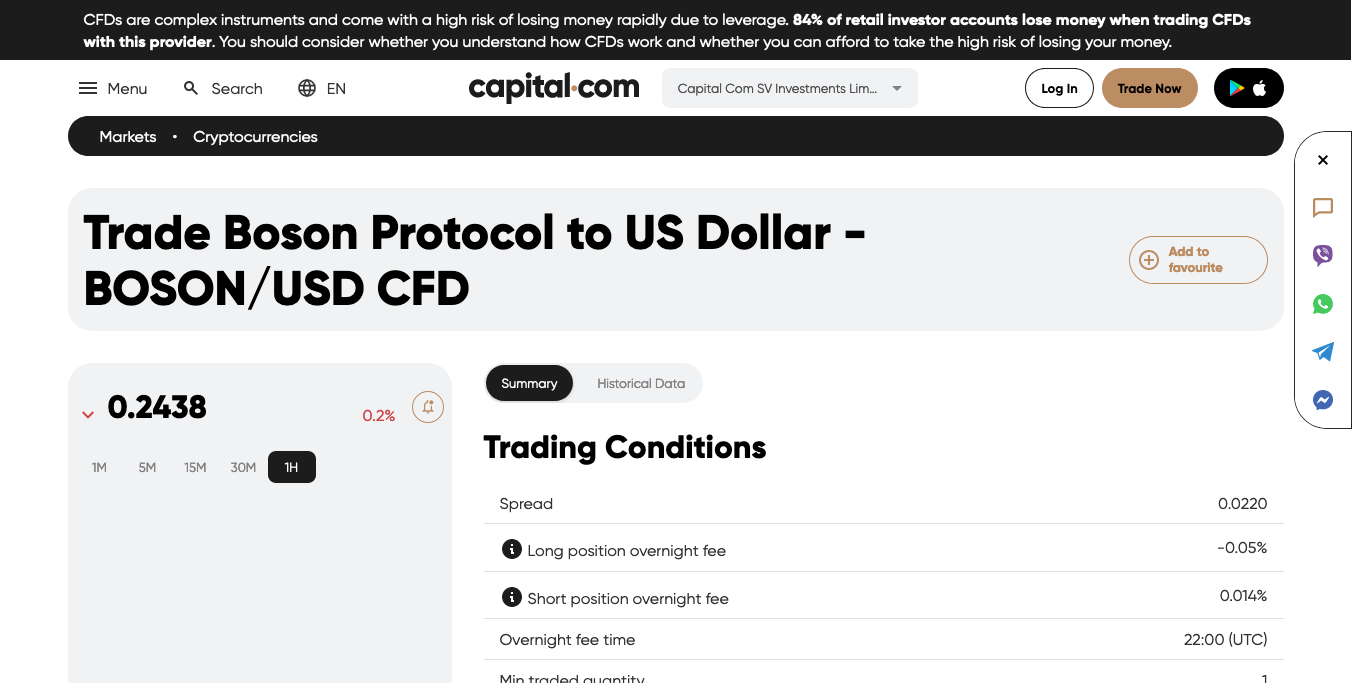 CFDs are complex instruments and come with a high risk of losing money rapidly due to leverage. 84% of retail investor accounts lose money when trading CFDs
with this provider. You should consider whether you understand how CFDs work and whether you can afford to take the high risk of losing your money.
Menu
Search
EN
capital.com
Capital Com SV Investments Lim...
Log In
Trade Now
Markets • Cryptocurrencies
Trade Boson Protocol to US Dollar -
BOSON/USD CFD
Add to
favourite
0.2438
0.2%
1M 5M 15M 30M 1H
Summary
Historical Data
Trading Conditions
Spread 0.0220
Long position overnight fee -0.05%
Short position overnight fee 0.014%
Overnight fee time 22:00 (UTC)
Min traded quantity 1